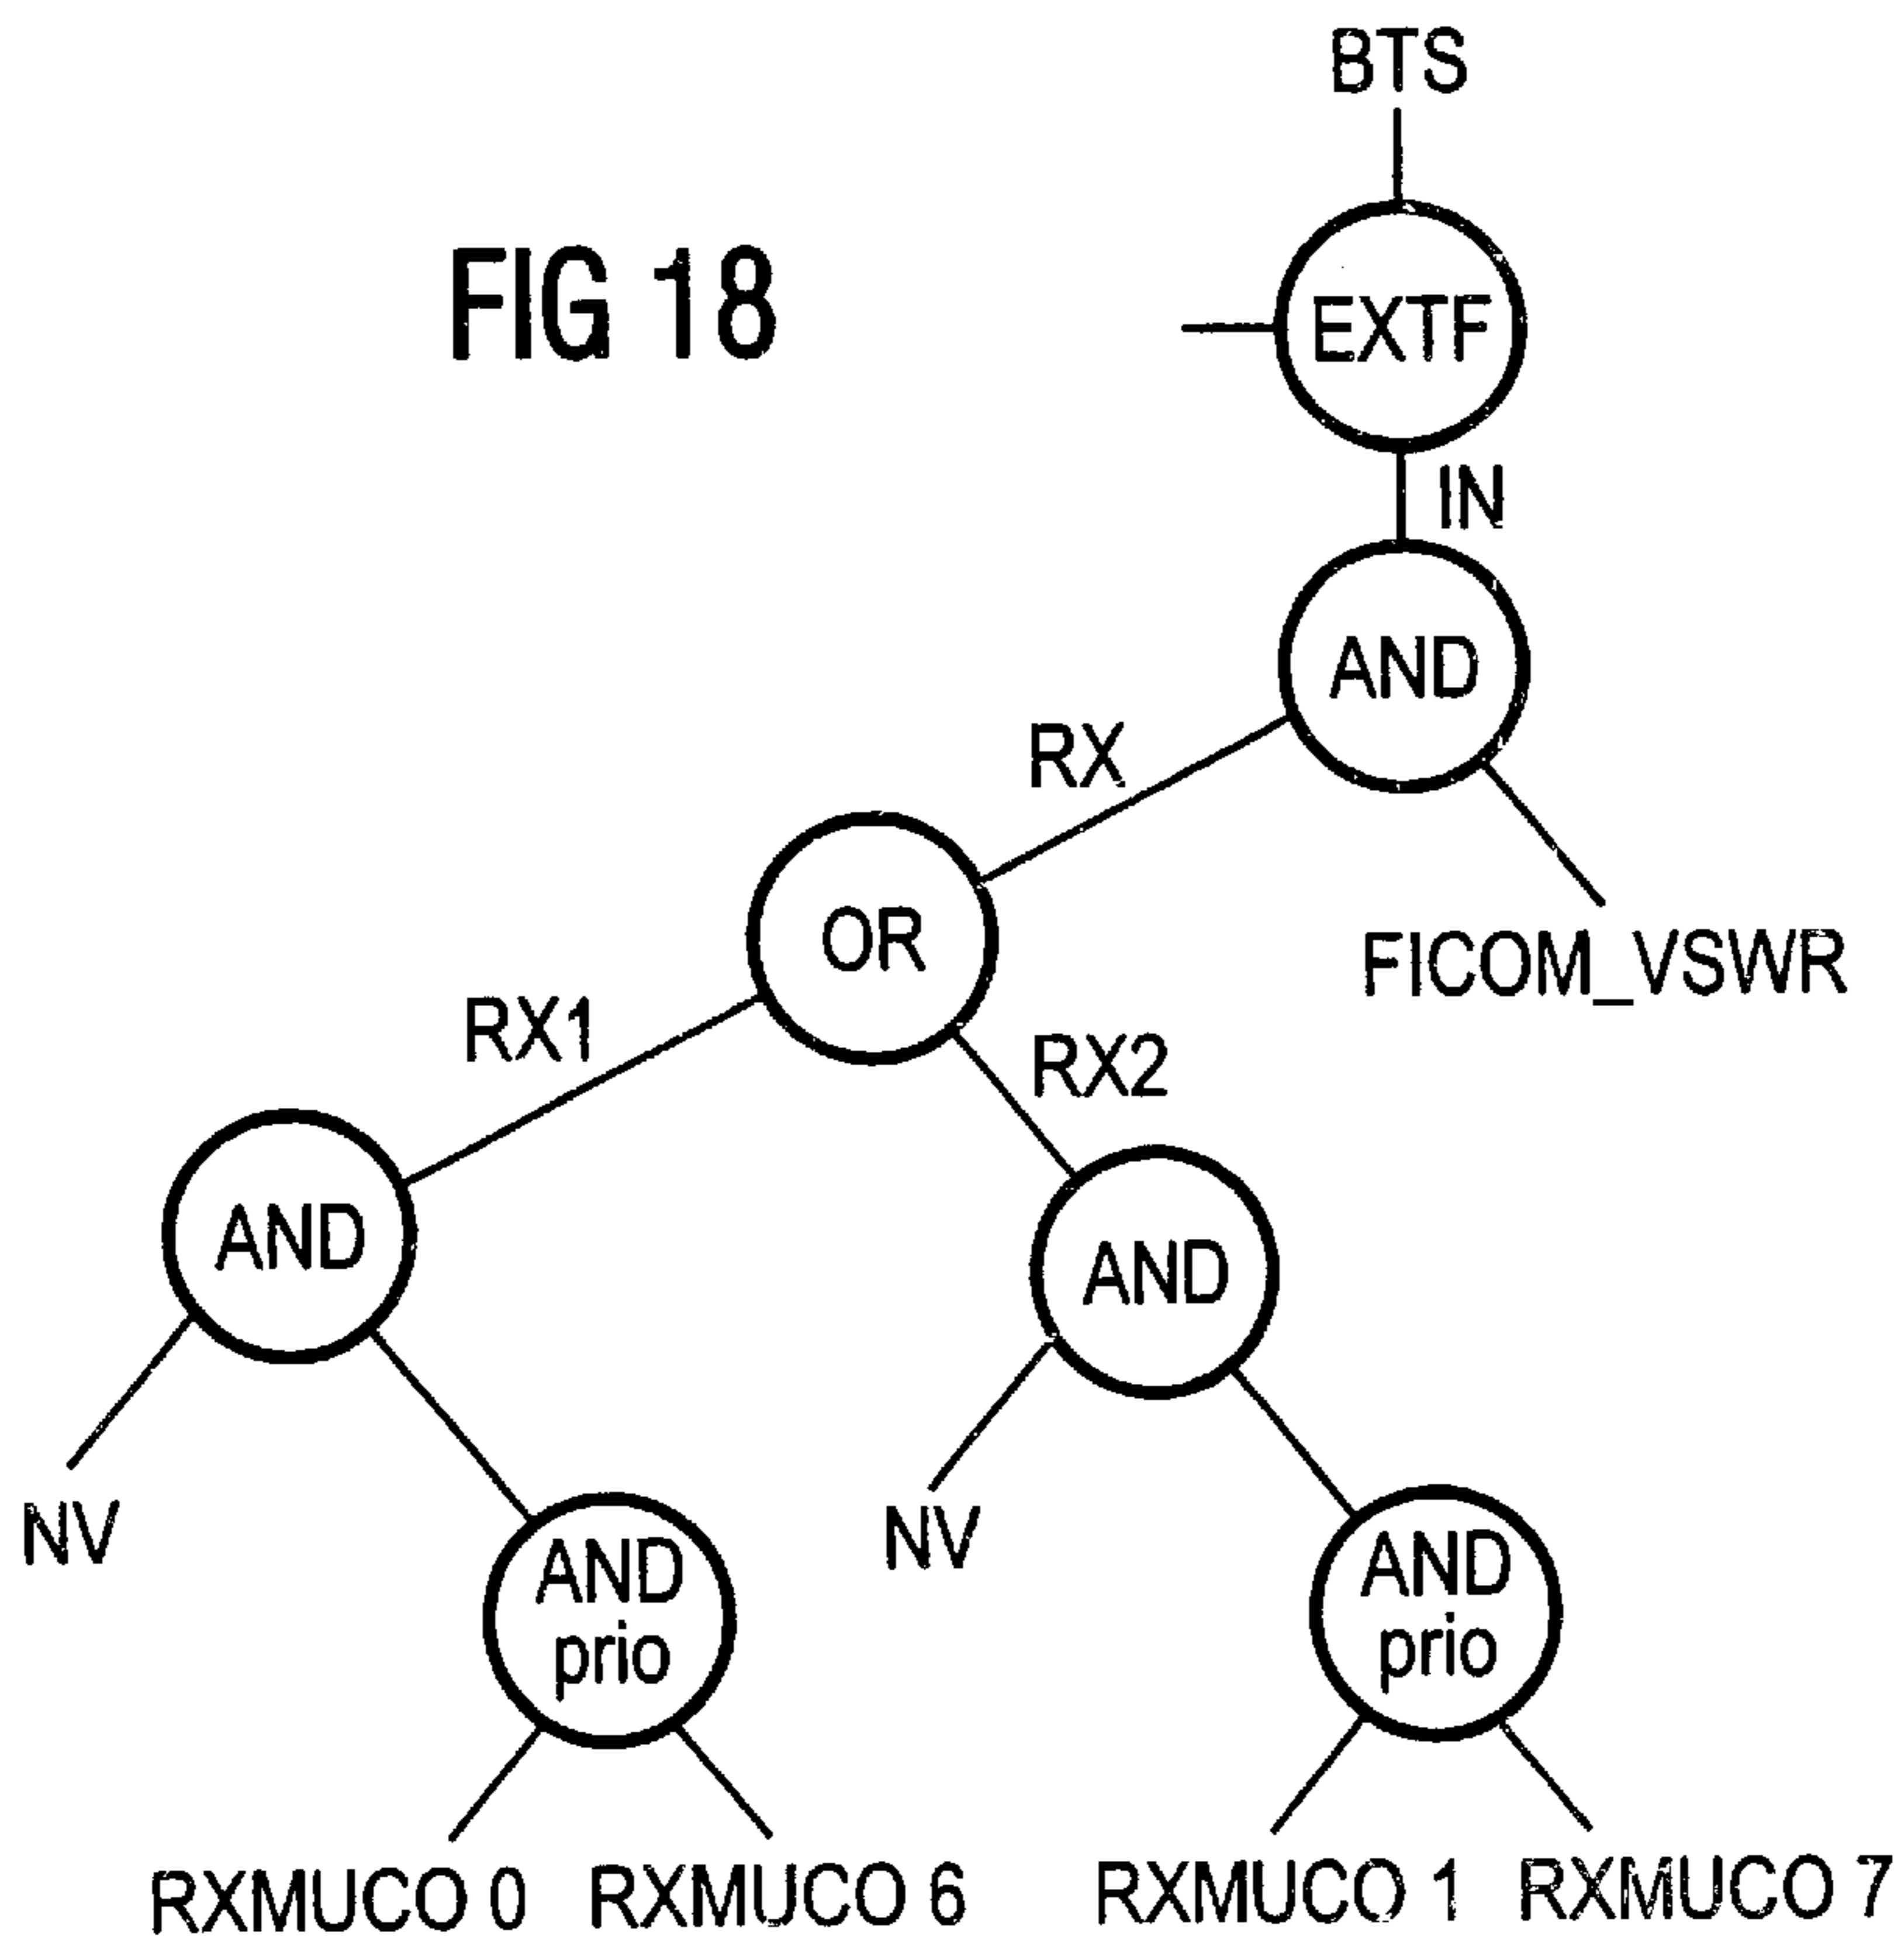 BTS
FIG 18
EXTF
IN
AND
RX
OR
FICOM_VSWR
RX1
RX2
AND
AND
NV
NV
AND
prio
AND
prio
RXMUCO 0
RXMUCO 6
RXMUCO 1
RXMUCO 7